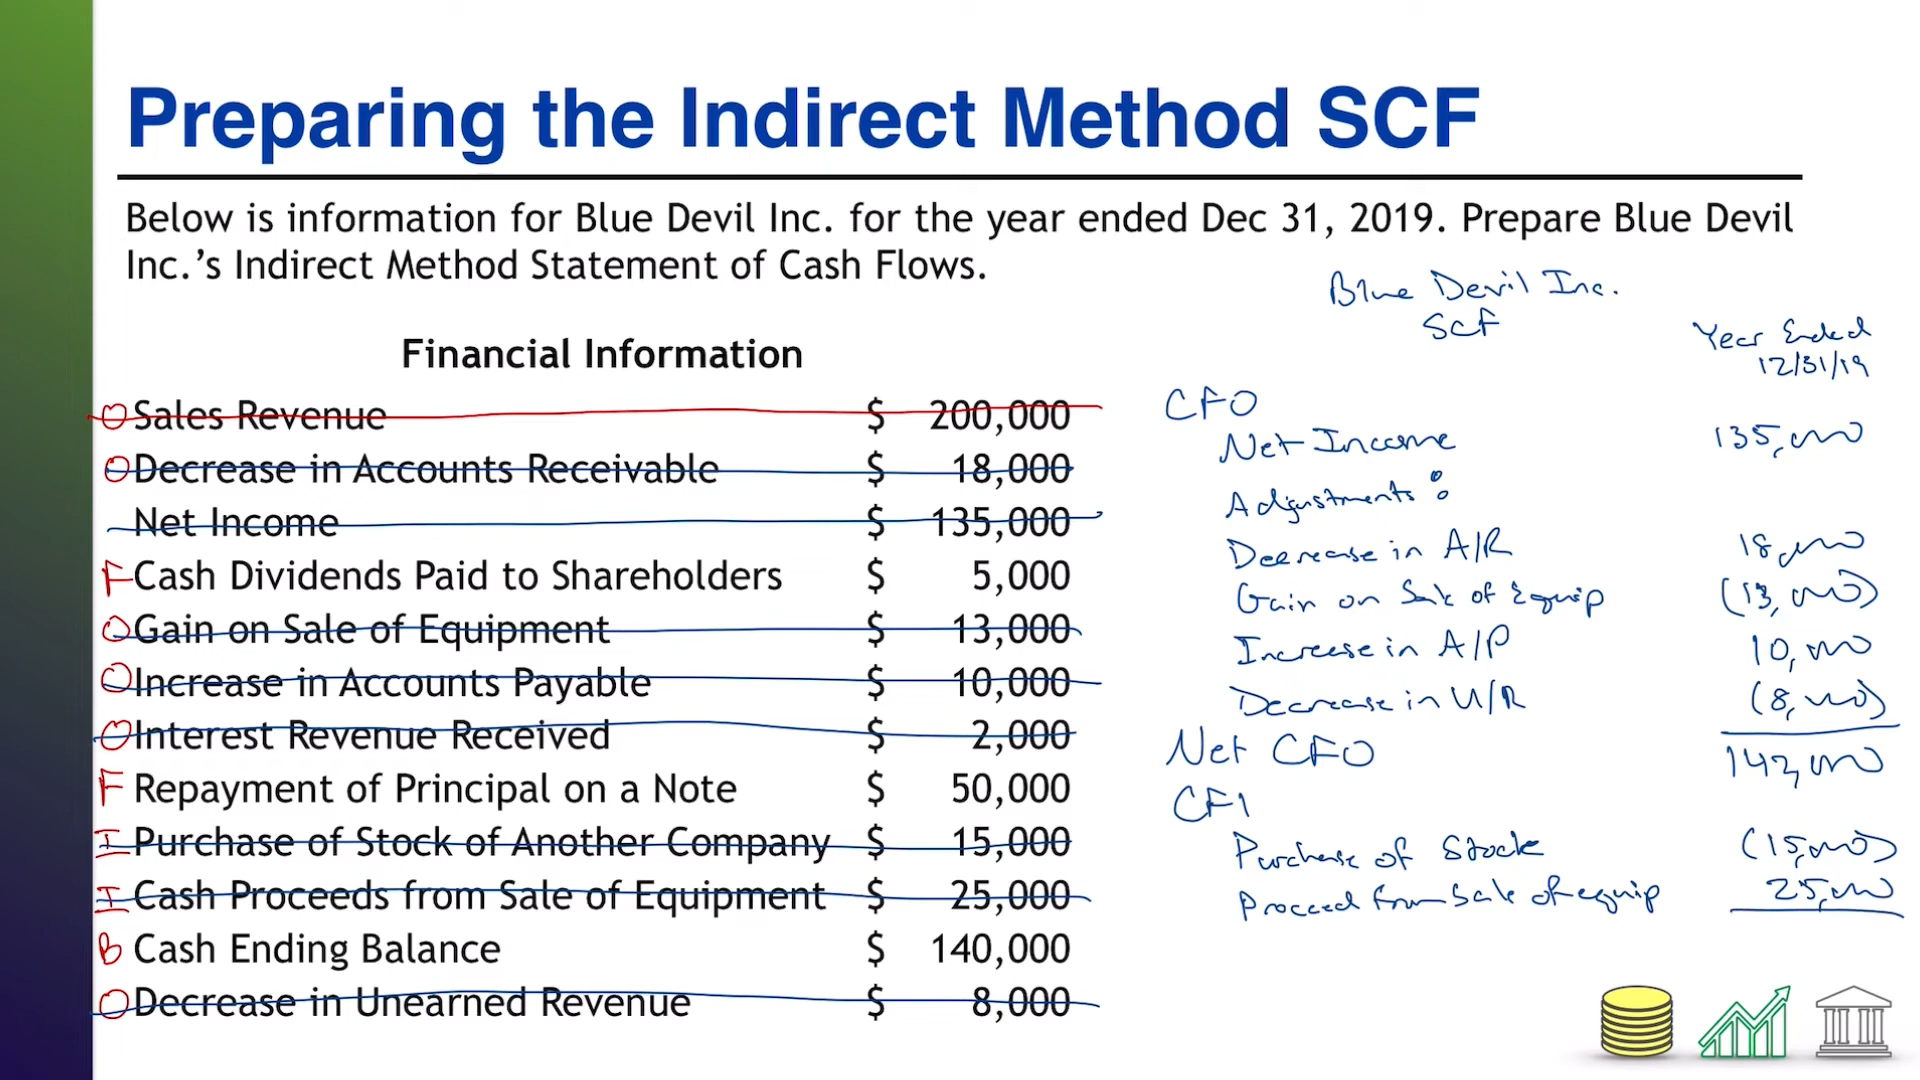 Preparing the Indirect Method SCF
Below is information for Blue Devil Inc. for the year ended Dec 31, 2019. Prepare Blue Devil
Inc.’s Indirect Method Statement of Cash Flows.
Financial Information
O Sales Revenue $ 200,000
O Decrease in Accounts Receivable $ 18,000
Net Income $ 135,000
F Cash Dividends Paid to Shareholders $ 5,000
O Gain on Sale of Equipment $ 13,000
O Increase in Accounts Payable $ 10,000
O Interest Revenue Received $ 2,000
F Repayment of Principal on a Note $ 50,000
I Purchase of Stock of Another Company $ 15,000
I Cash Proceeds from Sale of Equipment $ 25,000
B Cash Ending Balance $ 140,000
O Decrease in Unearned Revenue $ 8,000
Blue Devil Inc.
SCF
Year Ended
12/31/19
CFO
Net Income 135,000
Adjustments:
Decrease in A/R 18,000
Gain on Sale of Equip (13,000)
Increase in A/P 10,000
Decrease in U/R (8,000)
Net CFO 142,000
CFI
Purchase of Stock (15,000)
Proceed from Sale of equip 25,000